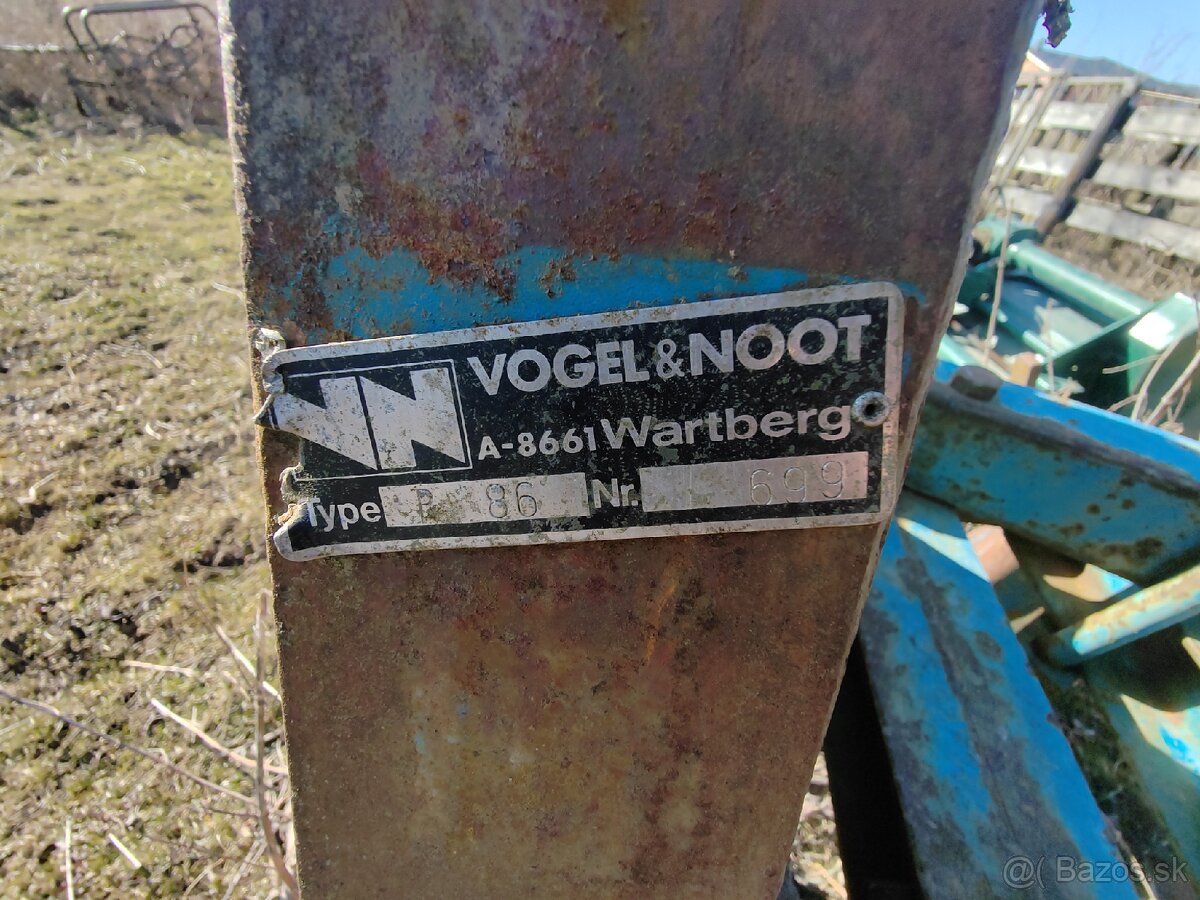 VN
VOGEL&NOOT
A-8661 Wartberg
Type P 86 Nr. 699
@ Bazos.sk